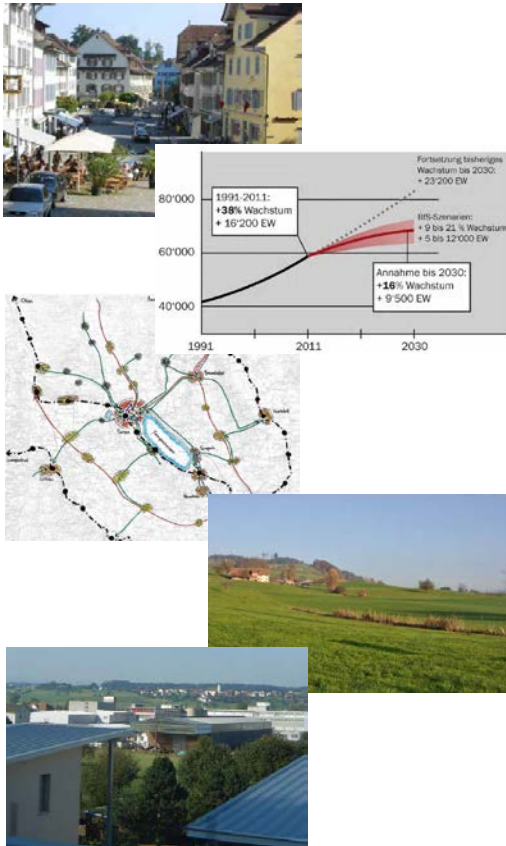 Fortsetzung bisheriges
Wachstum bis 2030:
+ 23'200 EW
80'000
1991-2011:
+38% Wachstum
+ 16'200 EW
BfS-Szenarien:
+ 9 bis 21 % Wachstum
+ 5 bis 12'000 EW
60'000
Annahme bis 2030:
+16% Wachstum
+ 9'500 EW
40'000
1991
2011
2030